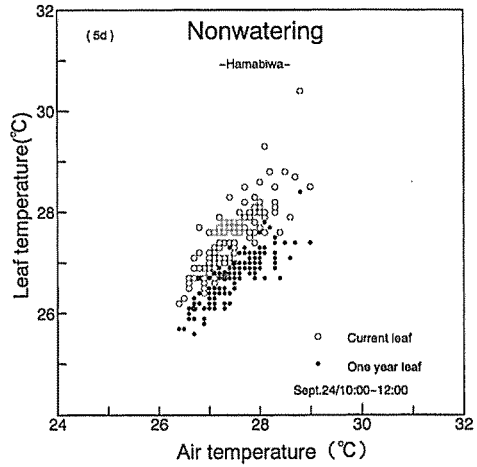 (5d)
Nonwatering
-Hamabiwa-
Leaf temperature(°C)
32
30
28
26
24
24 26 28 30 32
Air temperature (°C)
Current leaf
One year leaf
Sept.24/10:00~12:00